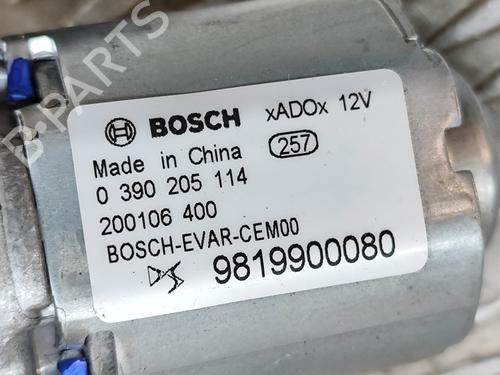 BOSCH xADOx 12V
Made in China 257
0 390 205 114
200106 400
BOSCH-EVAR-CEM00
9819900080
B-PARTS